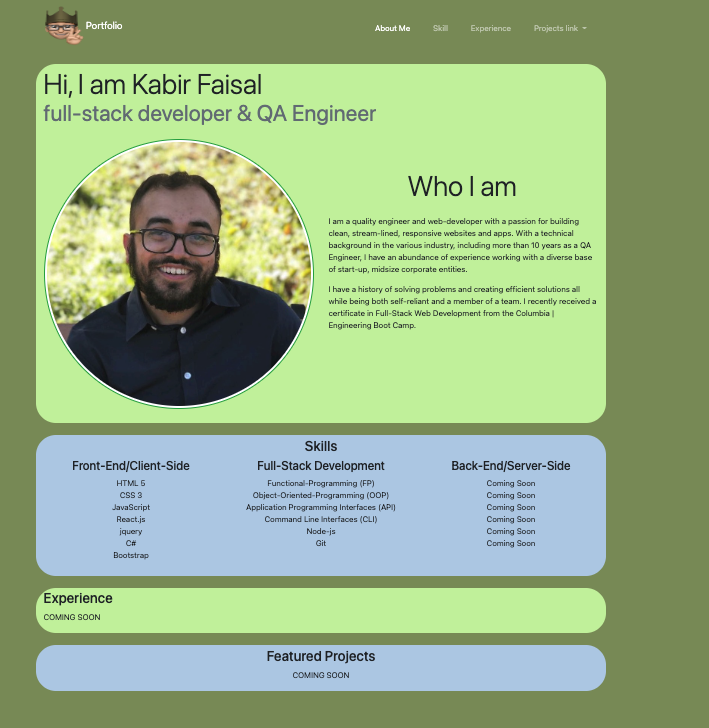 Portfolio
About Me
Skill
Experience
Projects link
Hi, I am Kabir Faisal
full-stack developer & QA Engineer
Who I am
I am a quality engineer and web-developer with a passion for building
clean, stream-lined, responsive websites and apps. With a technical
background in the various industry, including more than 10 years as a QA
Engineer, I have an abundance of experience working with a diverse base
of start-up, midsize corporate entities.
I have a history of solving problems and creating efficient solutions all
while being both self-reliant and a member of a team. I recently received a
certificate in Full-Stack Web Development from the Columbia |
Engineering Boot Camp.
Skills
Front-End/Client-Side
HTML 5
CSS 3
JavaScript
React.js
jquery
C#
Bootstrap
Full-Stack Development
Functional-Programming (FP)
Object-Oriented-Programming (OOP)
Application Programming Interfaces (API)
Command Line Interfaces (CLI)
Node-js
Git
Back-End/Server-Side
Coming Soon
Coming Soon
Coming Soon
Coming Soon
Coming Soon
Coming Soon
Experience
COMING SOON
Featured Projects
COMING SOON